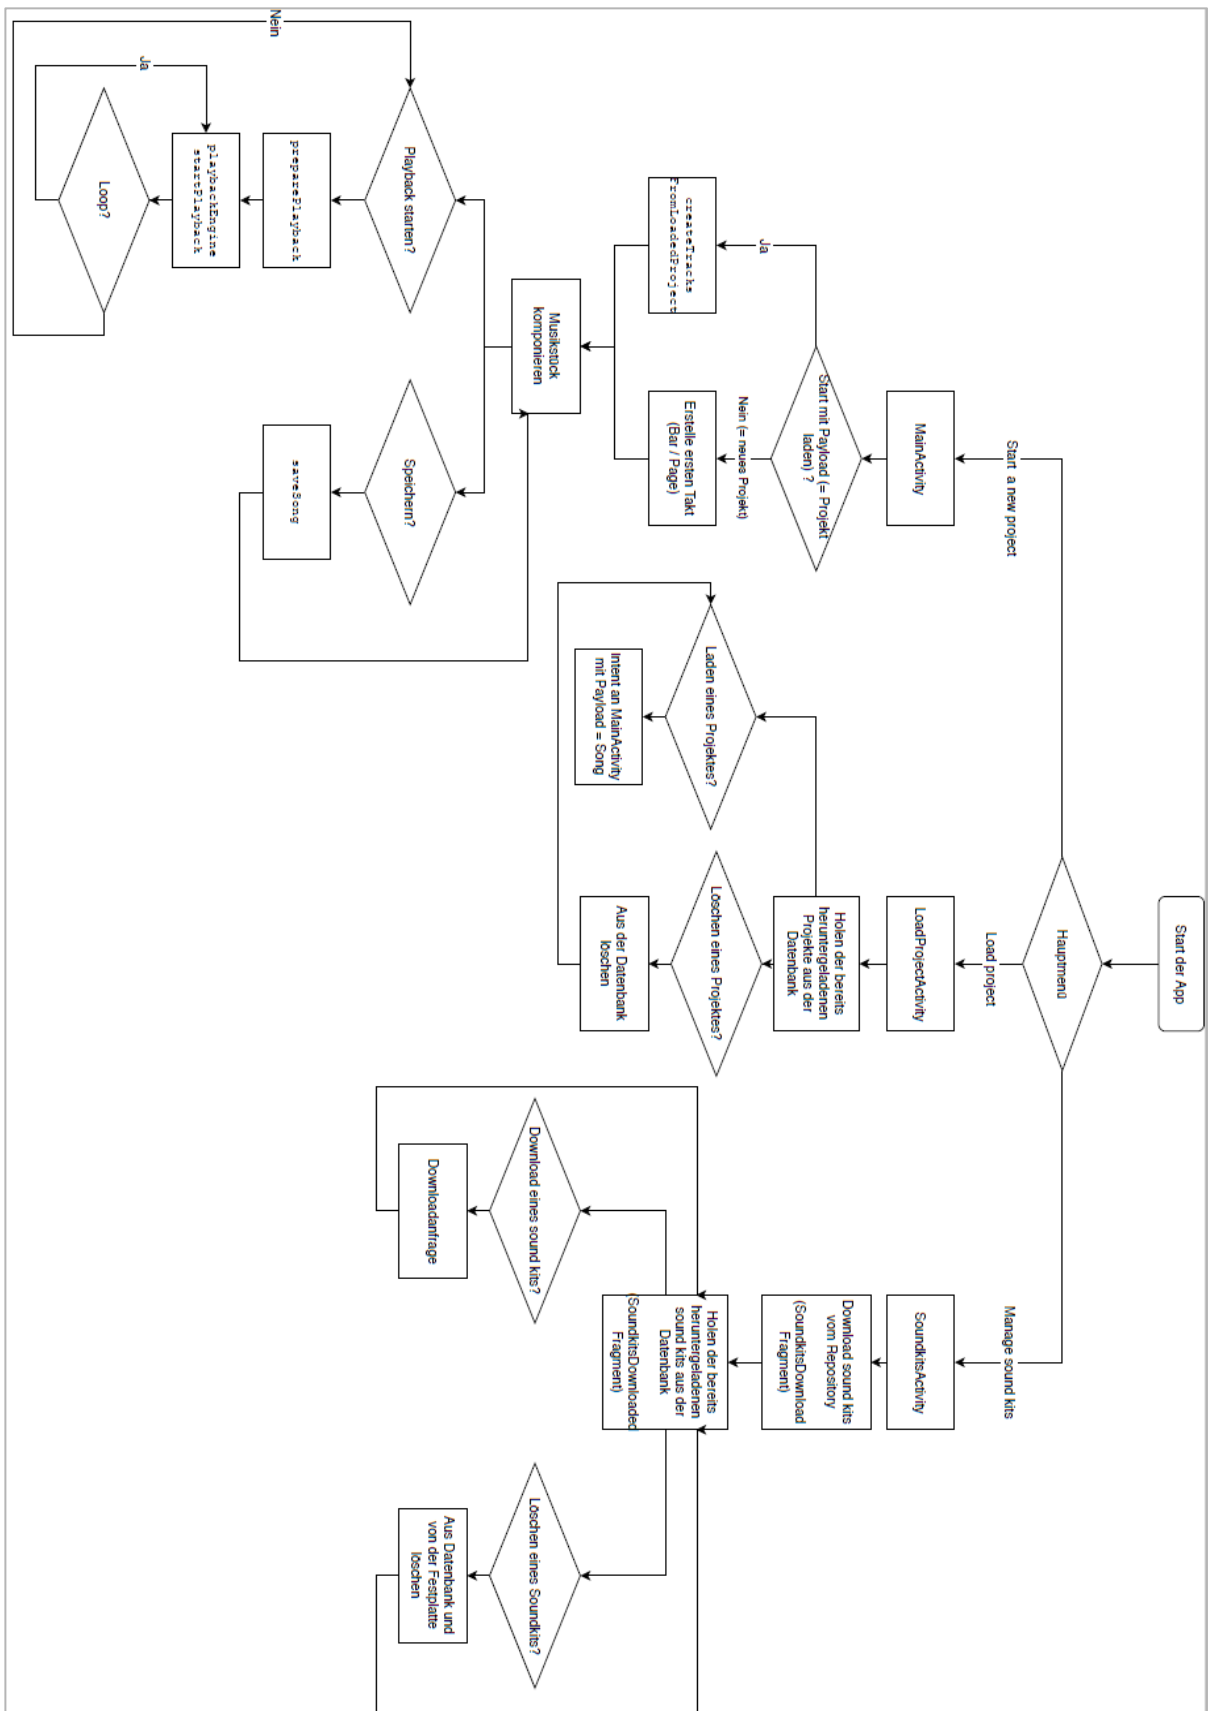 Start der App
Hauptmenü
Start a new project
Load project
Manage sound kits
MainActivity
LoadProjectActivity
SoundkitsActivity
Start mit Payload (= Projekt
laden) ?
Ja
Nein (= neues Projekt)
createTracks
FromLoadedProject
Erstelle ersten Takt
(Bar / Page)
Musikstück
komponieren
Playback starten?
Speichern?
preparePlayback
saveSong
playbackEngine
startPlayback
Loop?
Ja
Nein
Holen der bereits
heruntergeladenen
Projekte aus der
Datenbank
Laden eines Projektes?
Löschen eines Projektes?
Intent an MainActivity
mit Payload = Song
Aus der Datenbank
löschen
Download sound kits
vom Repository
(SoundkitsDownload
Fragment)
Holen der bereits
heruntergeladenen
sound kits aus der
Datenbank
(SoundkitsDownloaded
Fragment)
Download eines sound kits?
Löschen eines Soundkits?
Downloadanfrage
Aus Datenbank und
von der Festplatte
löschen